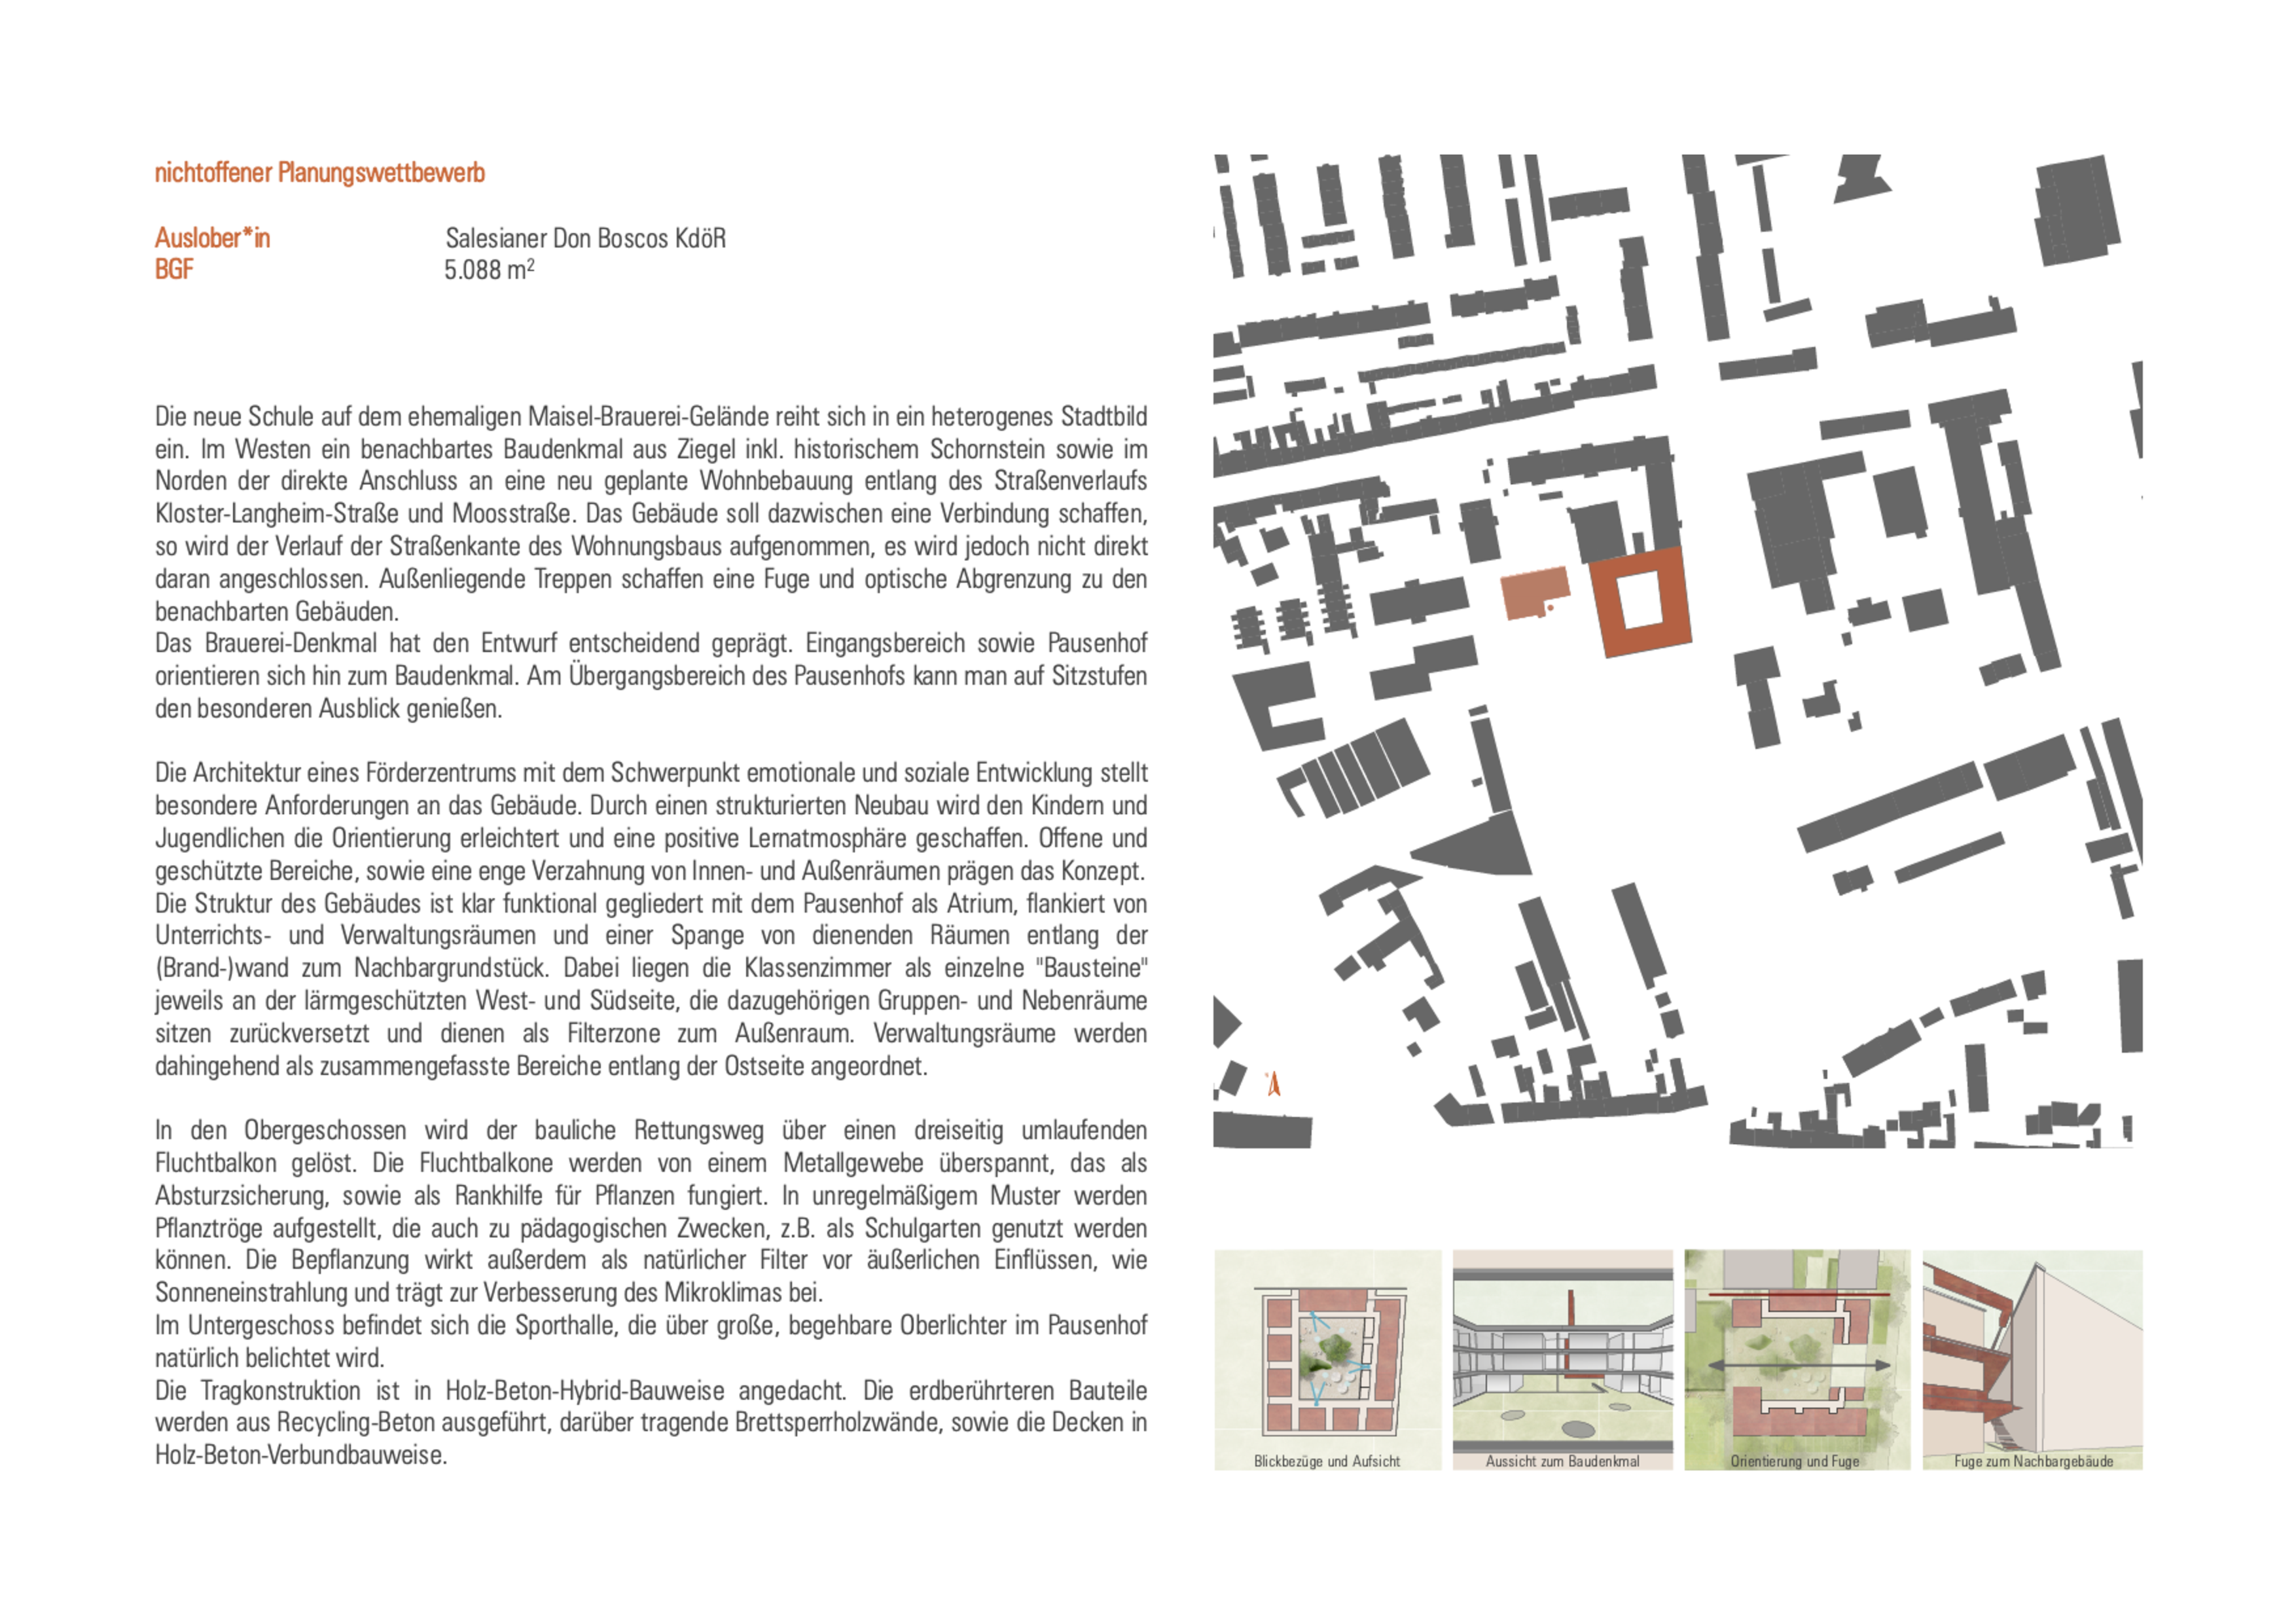 nichtoffener Planungswettbewerb
Auslober*in Salesianer Don Boscos KdöR
BGF 5.088 m²
Die neue Schule auf dem ehemaligen Maisel-Brauerei-Gelände reiht sich in ein heterogenes Stadtbild
ein. Im Westen ein benachbartes Baudenkmal aus Ziegel inkl. historischem Schornstein sowie im
Norden der direkte Anschluss an eine neu geplante Wohnbebauung entlang des Straßenverlaufs
Kloster-Langheim-Straße und Moosstraße. Das Gebäude soll dazwischen eine Verbindung schaffen,
so wird der Verlauf der Straßenkante des Wohnungsbaus aufgenommen, es wird jedoch nicht direkt
daran angeschlossen. Außenliegende Treppen schaffen eine Fuge und optische Abgrenzung zu den
benachbarten Gebäuden.
Das Brauerei-Denkmal hat den Entwurf entscheidend geprägt. Eingangsbereich sowie Pausenhof
orientieren sich hin zum Baudenkmal. Am Übergangsbereich des Pausenhofs kann man auf Sitzstufen
den besonderen Ausblick genießen.
Die Architektur eines Förderzentrums mit dem Schwerpunkt emotionale und soziale Entwicklung stellt
besondere Anforderungen an das Gebäude. Durch einen strukturierten Neubau wird den Kindern und
Jugendlichen die Orientierung erleichtert und eine positive Lernatmosphäre geschaffen. Offene und
geschützte Bereiche, sowie eine enge Verzahnung von Innen- und Außenräumen prägen das Konzept.
Die Struktur des Gebäudes ist klar funktional gegliedert mit dem Pausenhof als Atrium, flankiert von
Unterrichts- und Verwaltungsräumen und einer Spange von dienenden Räumen entlang der
(Brand-)wand zum Nachbargrundstück. Dabei liegen die Klassenzimmer als einzelne "Bausteine"
jeweils an der lärmgeschützten West- und Südseite, die dazugehörigen Gruppen- und Nebenräume
sitzen zurückversetzt und dienen als Filterzone zum Außenraum. Verwaltungsräume werden
dahingehend als zusammengefasste Bereiche entlang der Ostseite angeordnet.
In den Obergeschossen wird der bauliche Rettungsweg über einen dreiseitig umlaufenden
Fluchtbalkon gelöst. Die Fluchtbalkone werden von einem Metallgewebe überspannt, das als
Absturzsicherung, sowie als Rankhilfe für Pflanzen fungiert. In unregelmäßigem Muster werden
Pflanztröge aufgestellt, die auch zu pädagogischen Zwecken, z.B. als Schulgarten genutzt werden
können. Die Bepflanzung wirkt außerdem als natürlicher Filter vor äußerlichen Einflüssen, wie
Sonneneinstrahlung und trägt zur Verbesserung des Mikroklimas bei.
Im Untergeschoss befindet sich die Sporthalle, die über große, begehbare Oberlichter im Pausenhof
natürlich belichtet wird.
Die Tragkonstruktion ist in Holz-Beton-Hybrid-Bauweise angedacht. Die erdberührteren Bauteile
werden aus Recycling-Beton ausgeführt, darüber tragende Brettsperrholzwände, sowie die Decken in
Holz-Beton-Verbundbauweise.
Blickbezüge und Aufsicht
Aussicht zum Baudenkmal
Orientierung und Fuge
Fuge zum Nachbargebäude